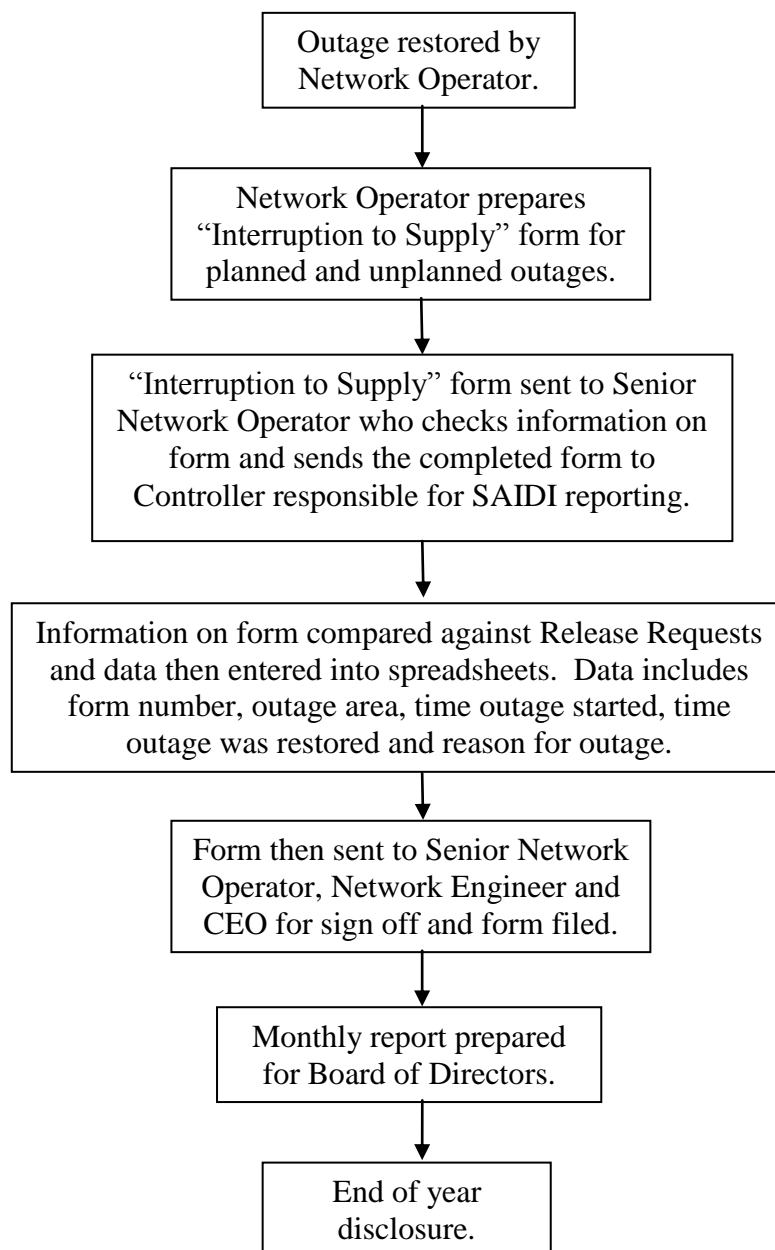 Outage restored by
Network Operator.
Network Operator prepares
“Interruption to Supply” form for
planned and unplanned outages.
“Interruption to Supply” form sent to Senior
Network Operator who checks information on
form and sends the completed form to
Controller responsible for SAIDI reporting.
Information on form compared against Release Requests
and data then entered into spreadsheets.  Data includes
form number, outage area, time outage started, time
outage was restored and reason for outage.
Form then sent to Senior Network
Operator, Network Engineer and
CEO for sign off and form filed.
Monthly report prepared
for Board of Directors.
End of year
disclosure.